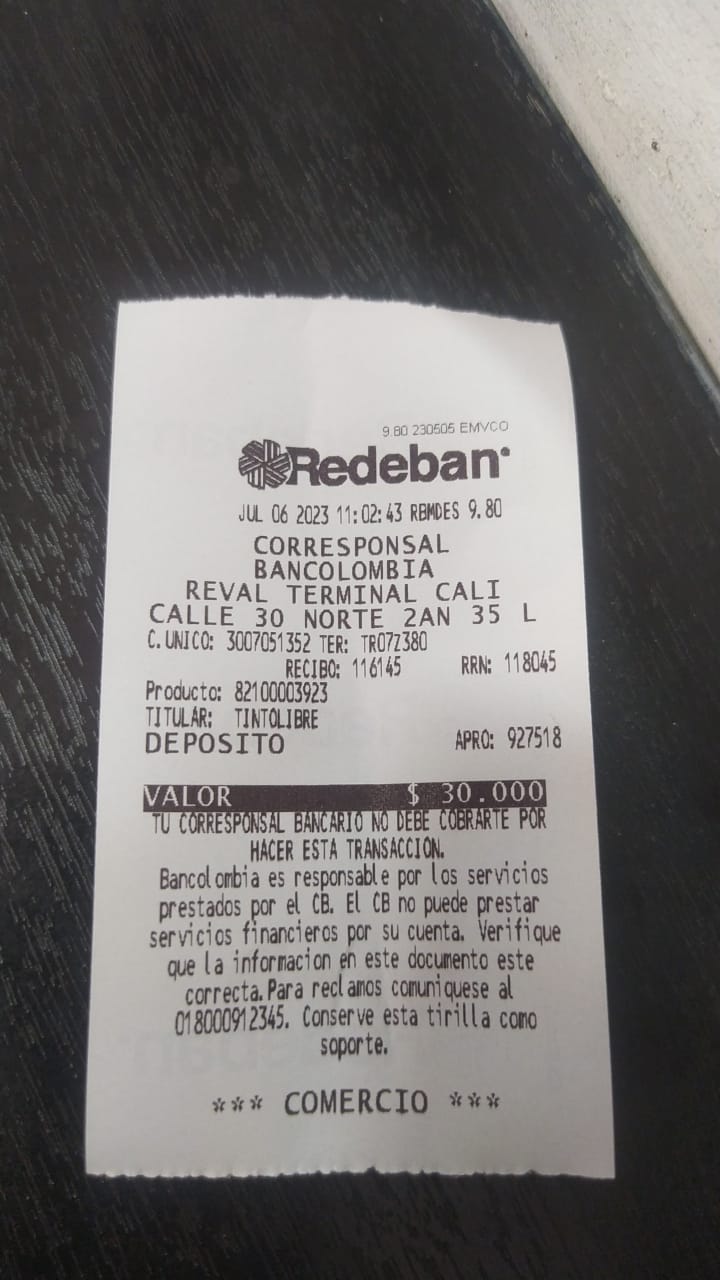 9.80 230505 EMVCO
Redeban
JUL 06 2023 11:02:43 RBMDES 9.80
CORRESPONSAL
BANCOLOMBIA
REVAL TERMINAL CALI
CALLE 30 NORTE 2AN 35 L
C. UNICO: 3007051352 TER: TR07Z380
RECIBO: 116145 RRN: 118045
Producto: 82100003923
TITULAR: TINTOLIBRE
DEPOSITO APRO: 927518
VALOR $ 30.000
TU CORRESPONSAL BANCARIO NO DEBE COBRARTE POR
HACER ESTA TRANSACCION.
Bancolombia es responsable por los servicios
prestados por el CB. El CB no puede prestar
servicios financieros por su cuenta. Verifique
que la informacion en este documento este
correcta. Para reclamos comuniquese al
018000912345. Conserve esta tirilla como
soporte.
*** COMERCIO ***